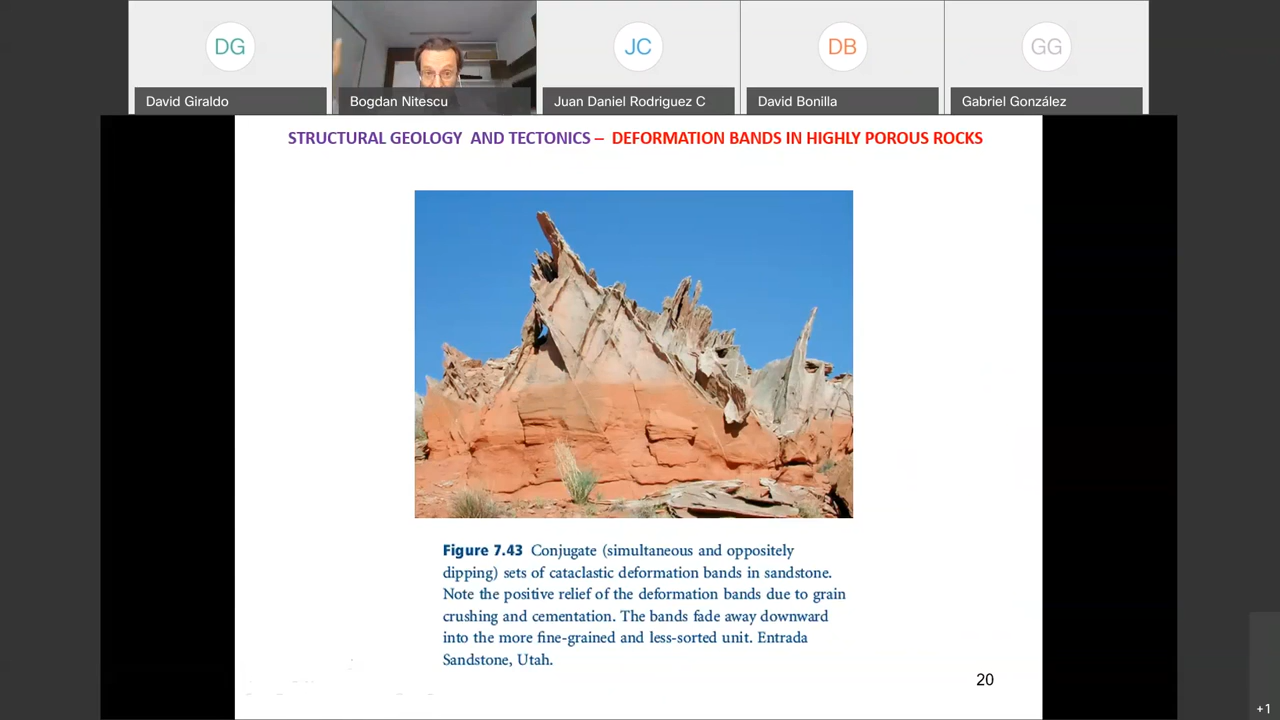 DG
JC
DB
GG
David Giraldo
Bogdan Nitescu
Juan Daniel Rodriguez C
David Bonilla
Gabriel González
STRUCTURAL GEOLOGY AND TECTONICS – DEFORMATION BANDS IN HIGHLY POROUS ROCKS
Figure 7.43 Conjugate (simultaneous and oppositely
dipping) sets of cataclastic deformation bands in sandstone.
Note the positive relief of the deformation bands due to grain
crushing and cementation. The bands fade away downward
into the more fine-grained and less-sorted unit. Entrada
Sandstone, Utah.
20
+1